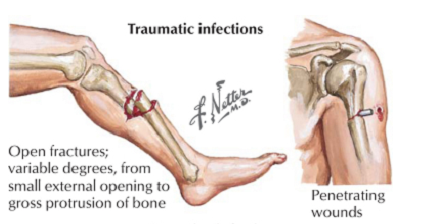 Traumatic infections
F. Netter
M.D.
Open fractures;
variable degrees, from
small external opening to
gross protrusion of bone
Penetrating
wounds